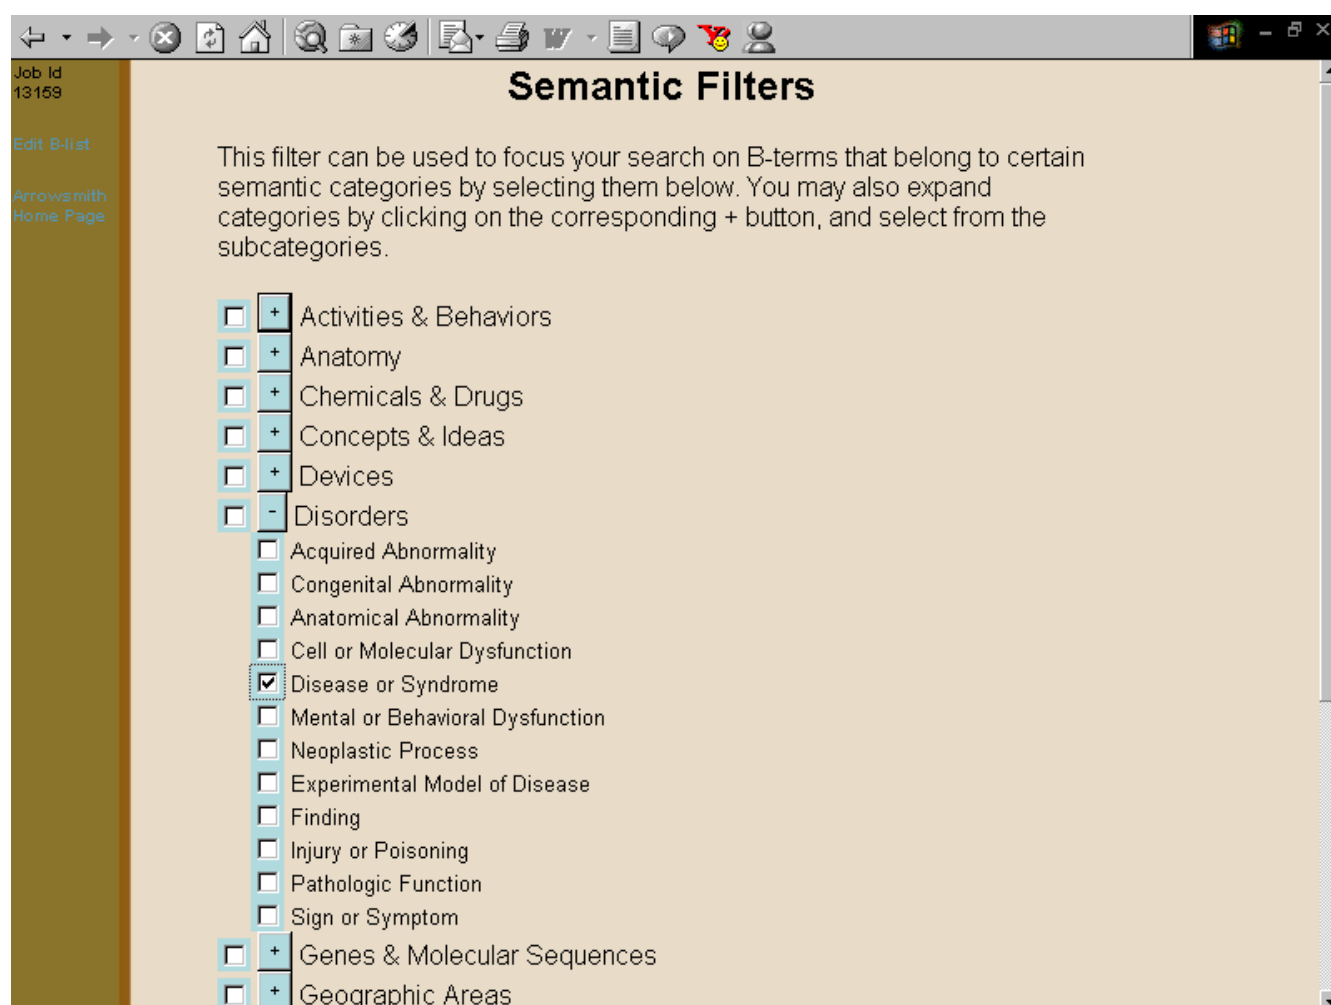 Job Id
13159
Edit B-list
Arrowsmith
Home Page
Semantic Filters
This filter can be used to focus your search on B-terms that belong to certain
semantic categories by selecting them below. You may also expand
categories by clicking on the corresponding + button, and select from the
subcategories.
+ Activities & Behaviors
+ Anatomy
+ Chemicals & Drugs
+ Concepts & Ideas
+ Devices
- Disorders
Acquired Abnormality
Congenital Abnormality
Anatomical Abnormality
Cell or Molecular Dysfunction
Disease or Syndrome
Mental or Behavioral Dysfunction
Neoplastic Process
Experimental Model of Disease
Finding
Injury or Poisoning
Pathologic Function
Sign or Symptom
+ Genes & Molecular Sequences
+ Geographic Areas